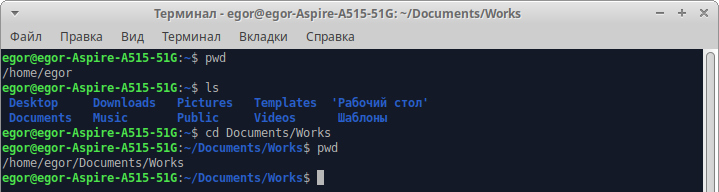 Терминал - egor@egor-Aspire-A515-51G: ~/Documents/Works
Файл Правка Вид Терминал Вкладки Справка
egor@egor-Aspire-A515-51G:~$ pwd
/home/egor
egor@egor-Aspire-A515-51G:~$ ls
Desktop Downloads Pictures Templates 'Рабочий стол'
Documents Music Public Videos Шаблоны
egor@egor-Aspire-A515-51G:~$ cd Documents/Works
egor@egor-Aspire-A515-51G:~/Documents/Works$ pwd
/home/egor/Documents/Works
egor@egor-Aspire-A515-51G:~/Documents/Works$